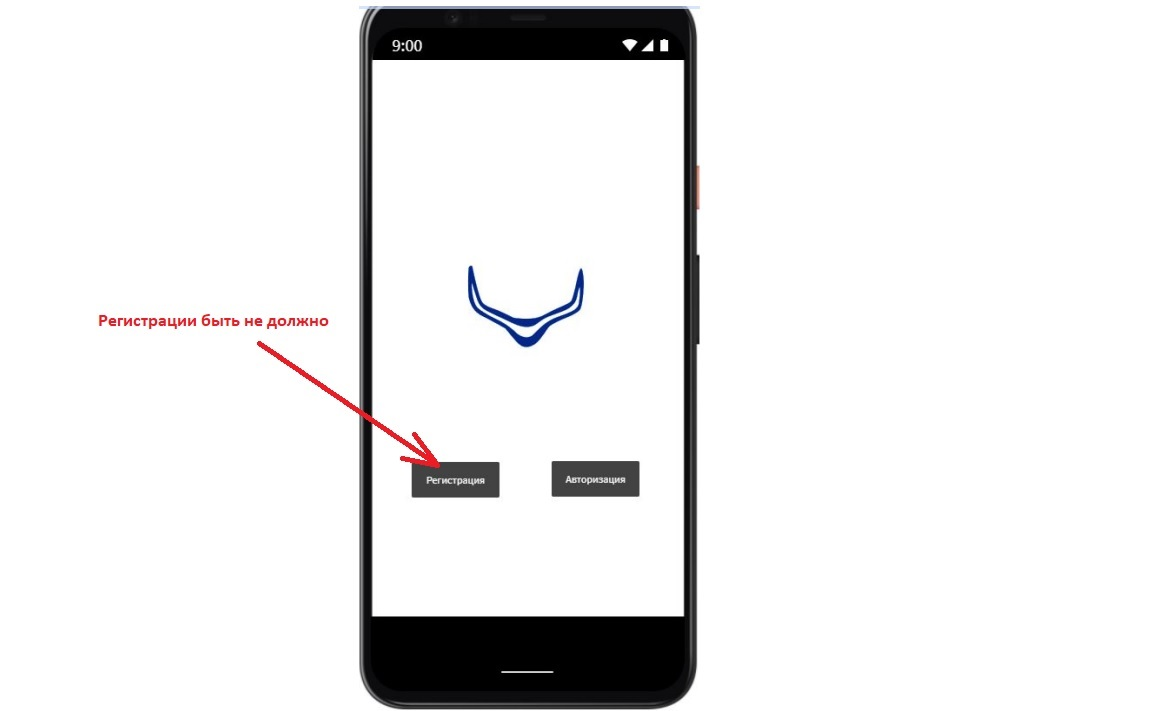 9:00
Регистрации быть не должно
Регистрация
Авторизация